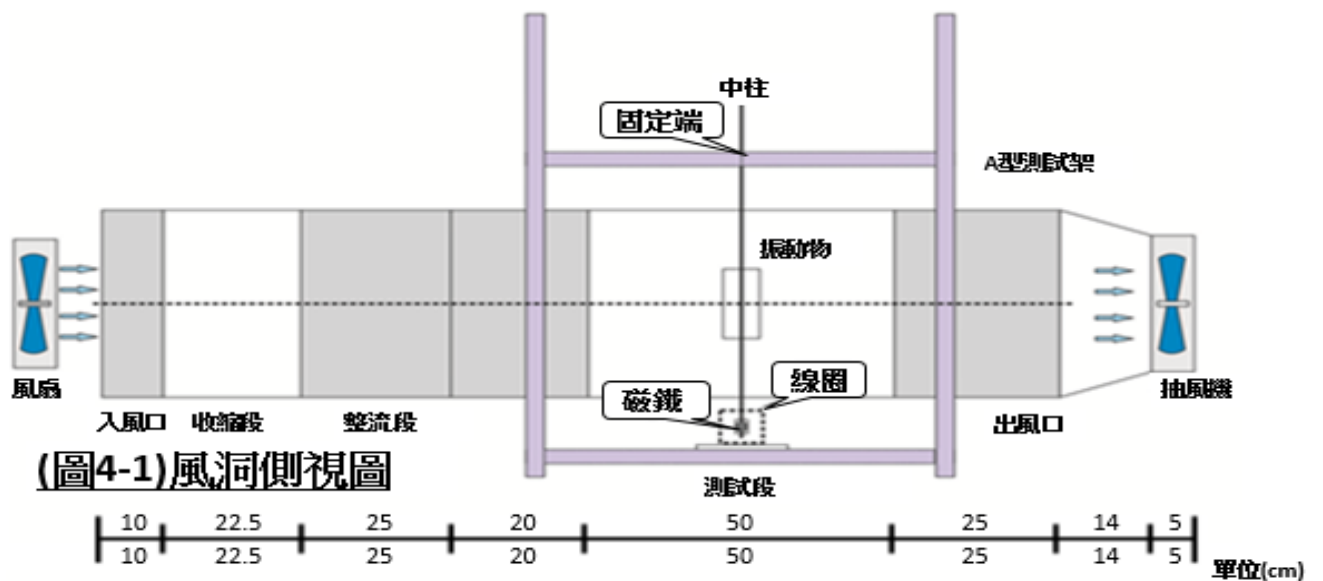 中柱
固定端
A型測試架
振動物
風扇
線圈
磁鐵
抽風機
入風口 收縮段 整流段 出風口
(圖4-1)風洞側視圖
測試段
10 22.5 25 20 50 25 14 5
10 22.5 25 20 50 25 14 5
單位(cm)